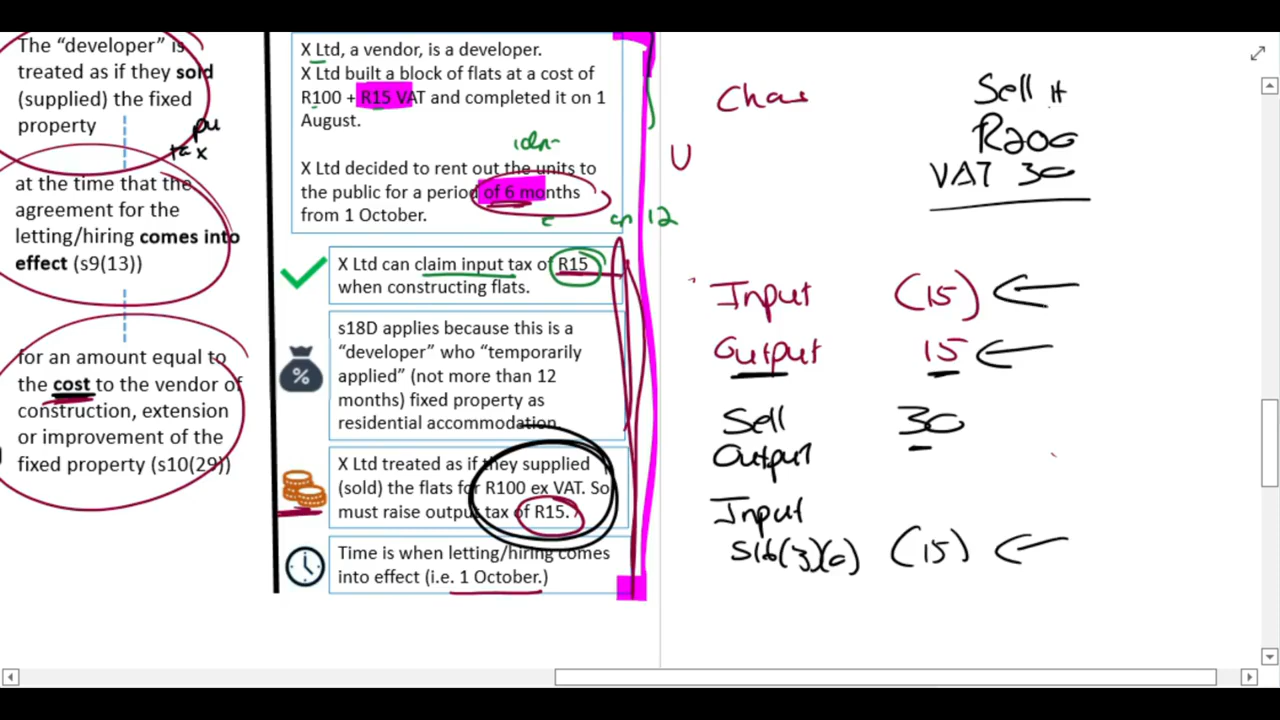 The “developer” is
treated as if they sold
(supplied) the fixed
property
pu
tax
at the time that the
agreement for the
letting/hiring comes into
effect (s9(13))
for an amount equal to
the cost to the vendor of
construction, extension
or improvement of the
fixed property (s10(29))
X Ltd, a vendor, is a developer.
X Ltd built a block of flats at a cost of
R100 + R15 VAT and completed it on 1
August.
X Ltd decided to rent out the units to
the public for a period of 6 months
from 1 October.
12
X Ltd can claim input tax of R15
when constructing flats.
s18D applies because this is a
“developer” who “temporarily
applied” (not more than 12
months) fixed property as
residential accommodation.
X Ltd treated as if they supplied
(sold) the flats for R100 ex VAT. So
must raise output tax of R15.
Time is when letting/hiring comes
into effect (i.e. 1 October.)
Chas
U
Sell it
R200
VAT 30
Input (15)
Output 15
Sell 30
Output
Input
S16(3)(a) (15)